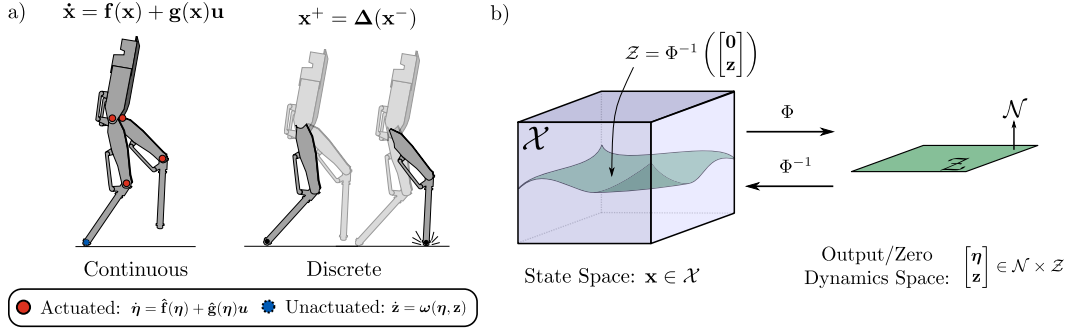 a)
ẋ = f(x) + g(x)u
x⁺ = Δ(x⁻)
Continuous
Discrete
Actuated: η̇ = f̂(η) + ĝ(η)u
Unactuated: ż = ω(η, z)
b)
𝒵 = Φ⁻¹ ([0 z])
𝒳
Φ
Φ⁻¹
𝒩
𝒵
State Space: x ∈ 𝒳
Output/Zero
Dynamics Space: [η z] ∈ 𝒩 × 𝒵